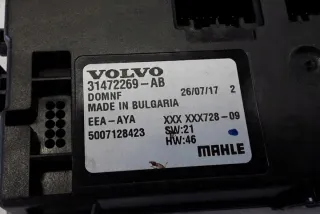 VOLVO
31472269-AB
DOMNF 26/07/17 2
MADE IN BULGARIA
EEA-AYA XXX XXX728-09
5007128423 SW:21
HW:46 MAHLE